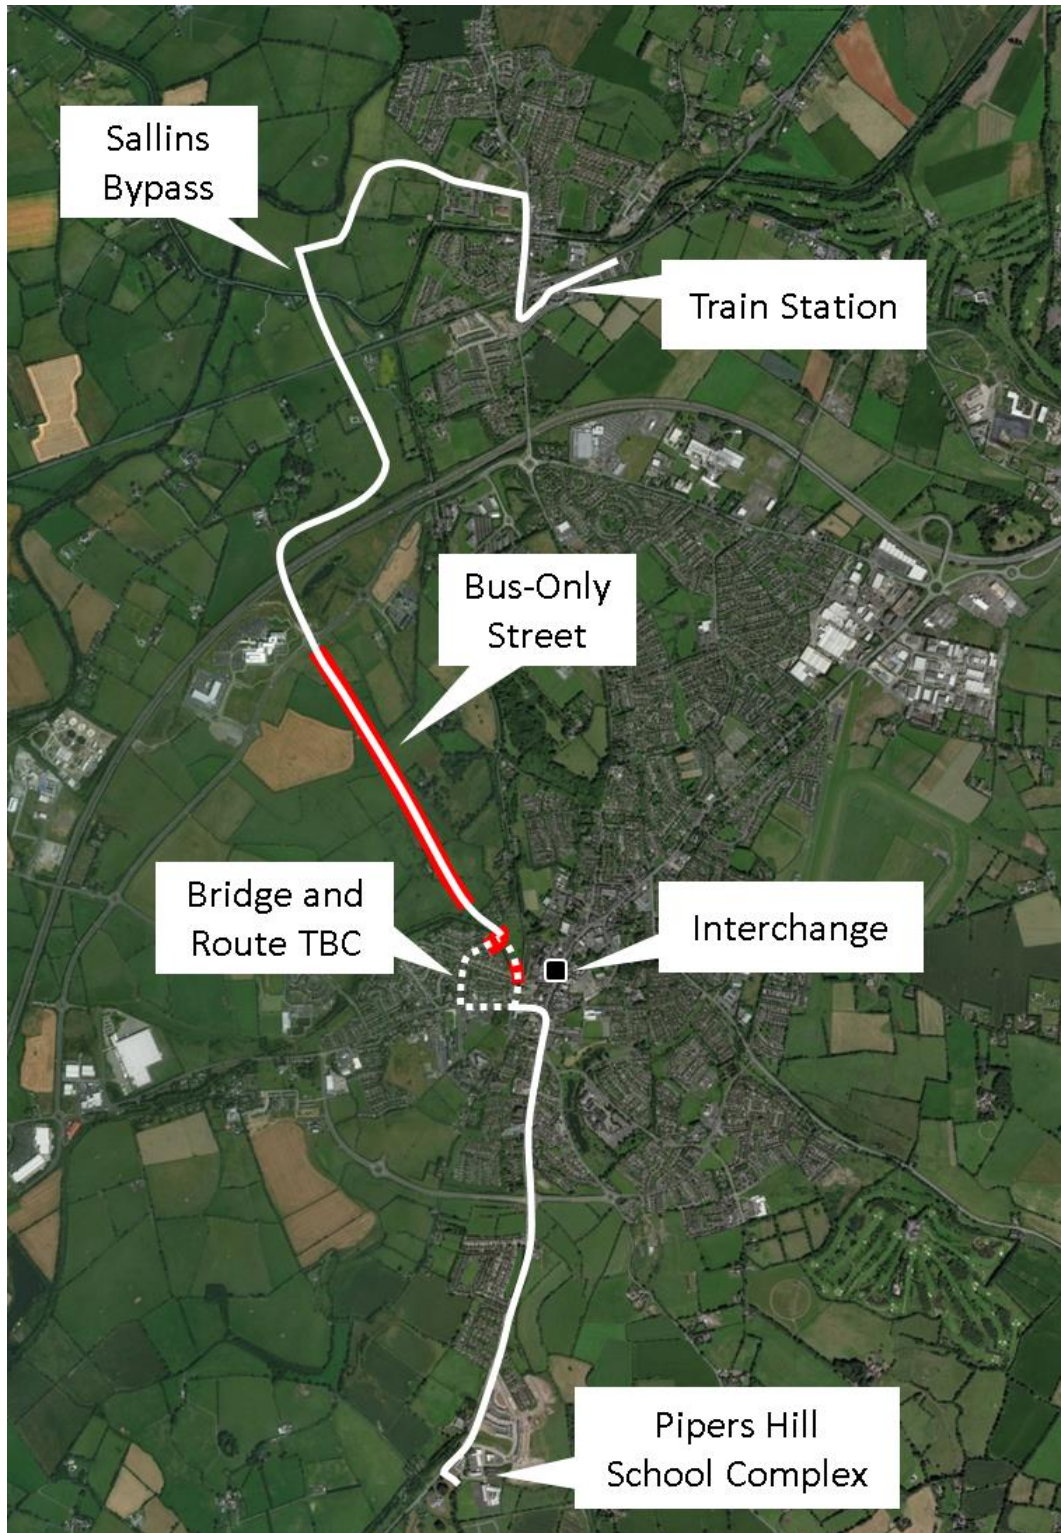 Sallins
Bypass
Train Station
Bus-Only
Street
Bridge and
Route TBC
Interchange
Pipers Hill
School Complex